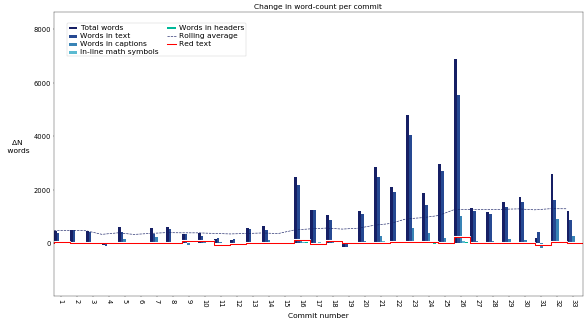 Change in word-count per commit
Total words
Words in text
Words in captions
In-line math symbols
Words in headers
Rolling average
Red text
8000
6000
4000
2000
0
ΔN
words
1 2 3 4 5 6 7 8 9 10 11 12 13 14 15 16 17 18 19 20 21 22 23 24 25 26 27 28 29 30 31 32 33
Commit number